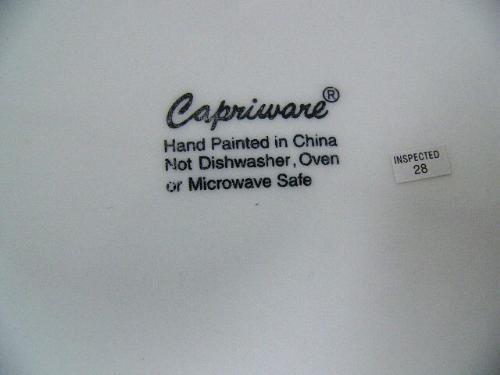 Capriware®
Hand Painted in China
Not Dishwasher, Oven
or Microwave Safe
INSPECTED
28